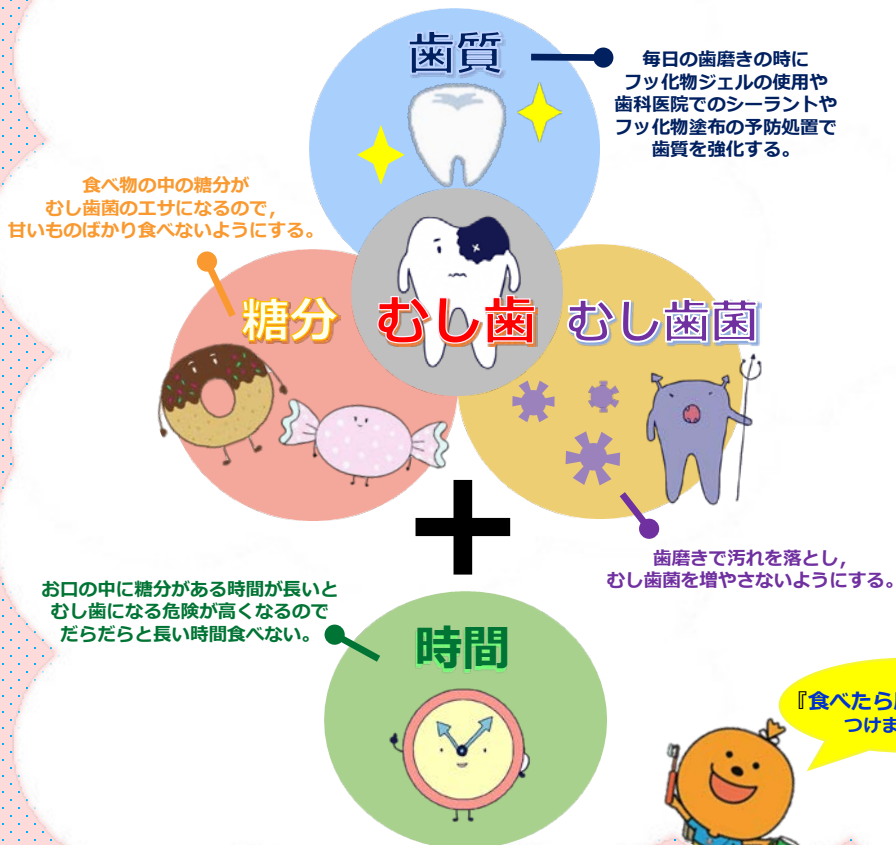 歯質
毎日の歯磨きの時に
フッ化物ジェルの使用や
歯科医院でのシーラントや
フッ化物塗布の予防処置で
歯質を強化する。
食べ物の中の糖分が
むし歯菌のエサになるので,
甘いものばかり食べないようにする。
糖分
むし歯
むし歯菌
+
歯磨きで汚れを落とし,
むし歯菌を増やさないようにする。
お口の中に糖分がある時間が長いと
むし歯になる危険が高くなるので
だらだらと長い時間食べない。
時間
『食べたら
つけま